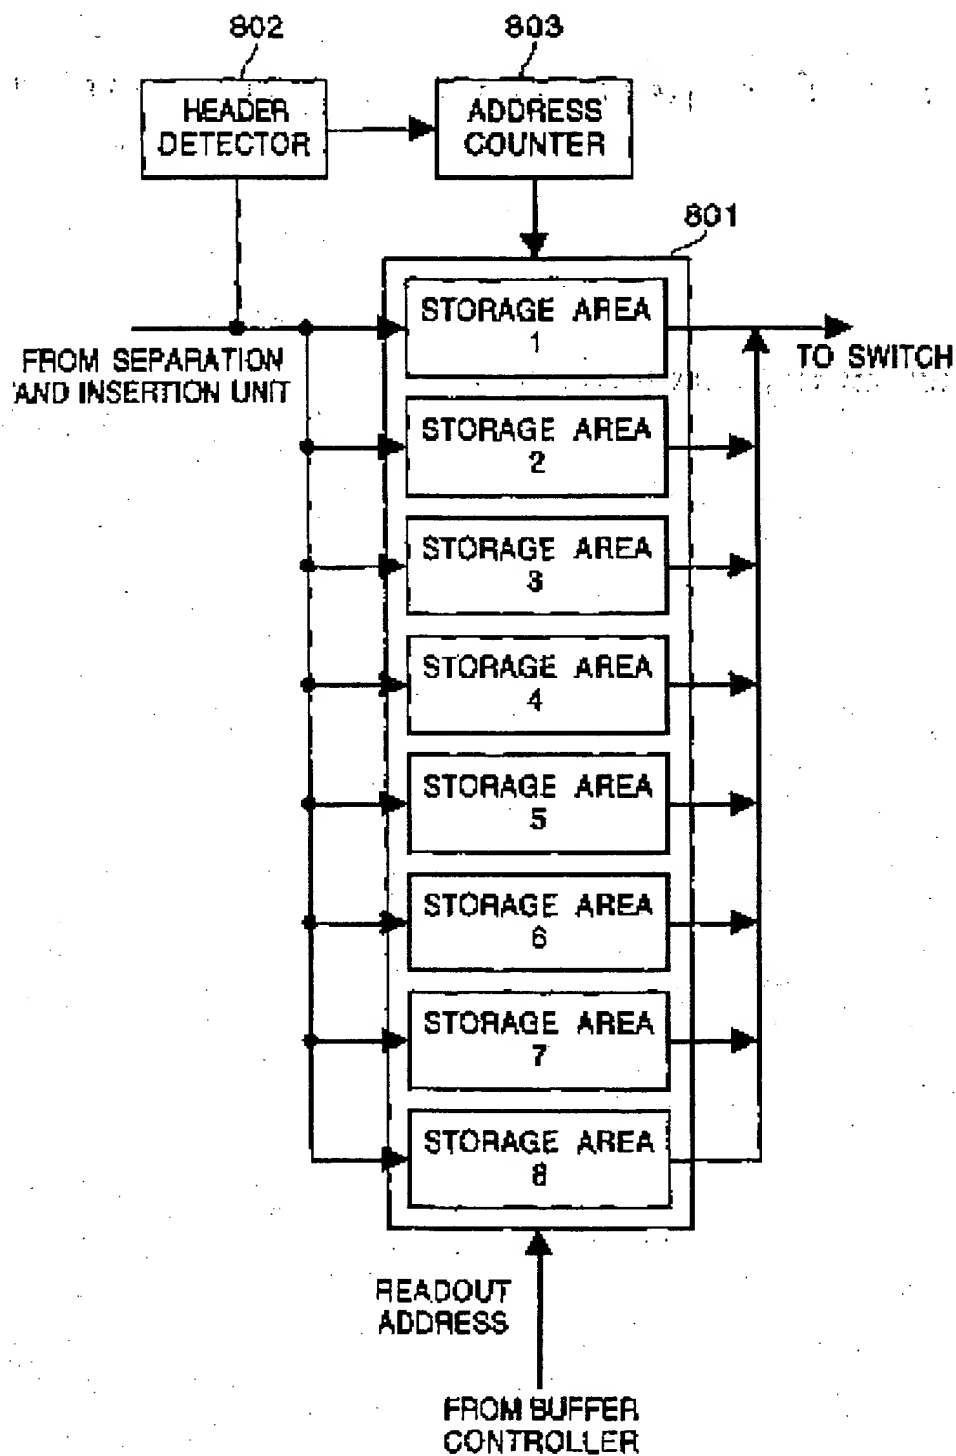 802
803
HEADER
DETECTOR
ADDRESS
COUNTER
801
STORAGE AREA
1
FROM SEPARATION
AND INSERTION UNIT
TO SWITCH
STORAGE AREA
2
STORAGE AREA
3
STORAGE AREA
4
STORAGE AREA
5
STORAGE AREA
6
STORAGE AREA
7
STORAGE AREA
8
READOUT
ADDRESS
FROM BUFFER
CONTROLLER